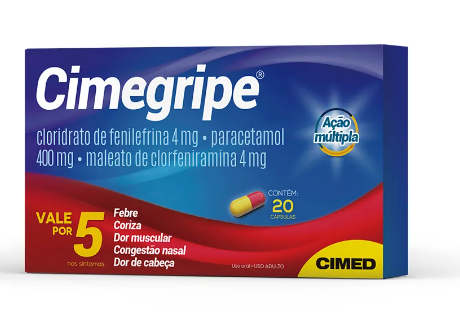 Cimegripe®
cloridrato de fenilefrina 4 mg • paracetamol
400 mg • maleato de clorfeniramina 4 mg
Ação
múltipla
CONTÉM:
20
CÁPSULAS
VALE
POR
5
nos sintomas
Febre
Coriza
Dor muscular
Congestão nasal
Dor de cabeça
Uso oral • USO ADULTO
CIMED